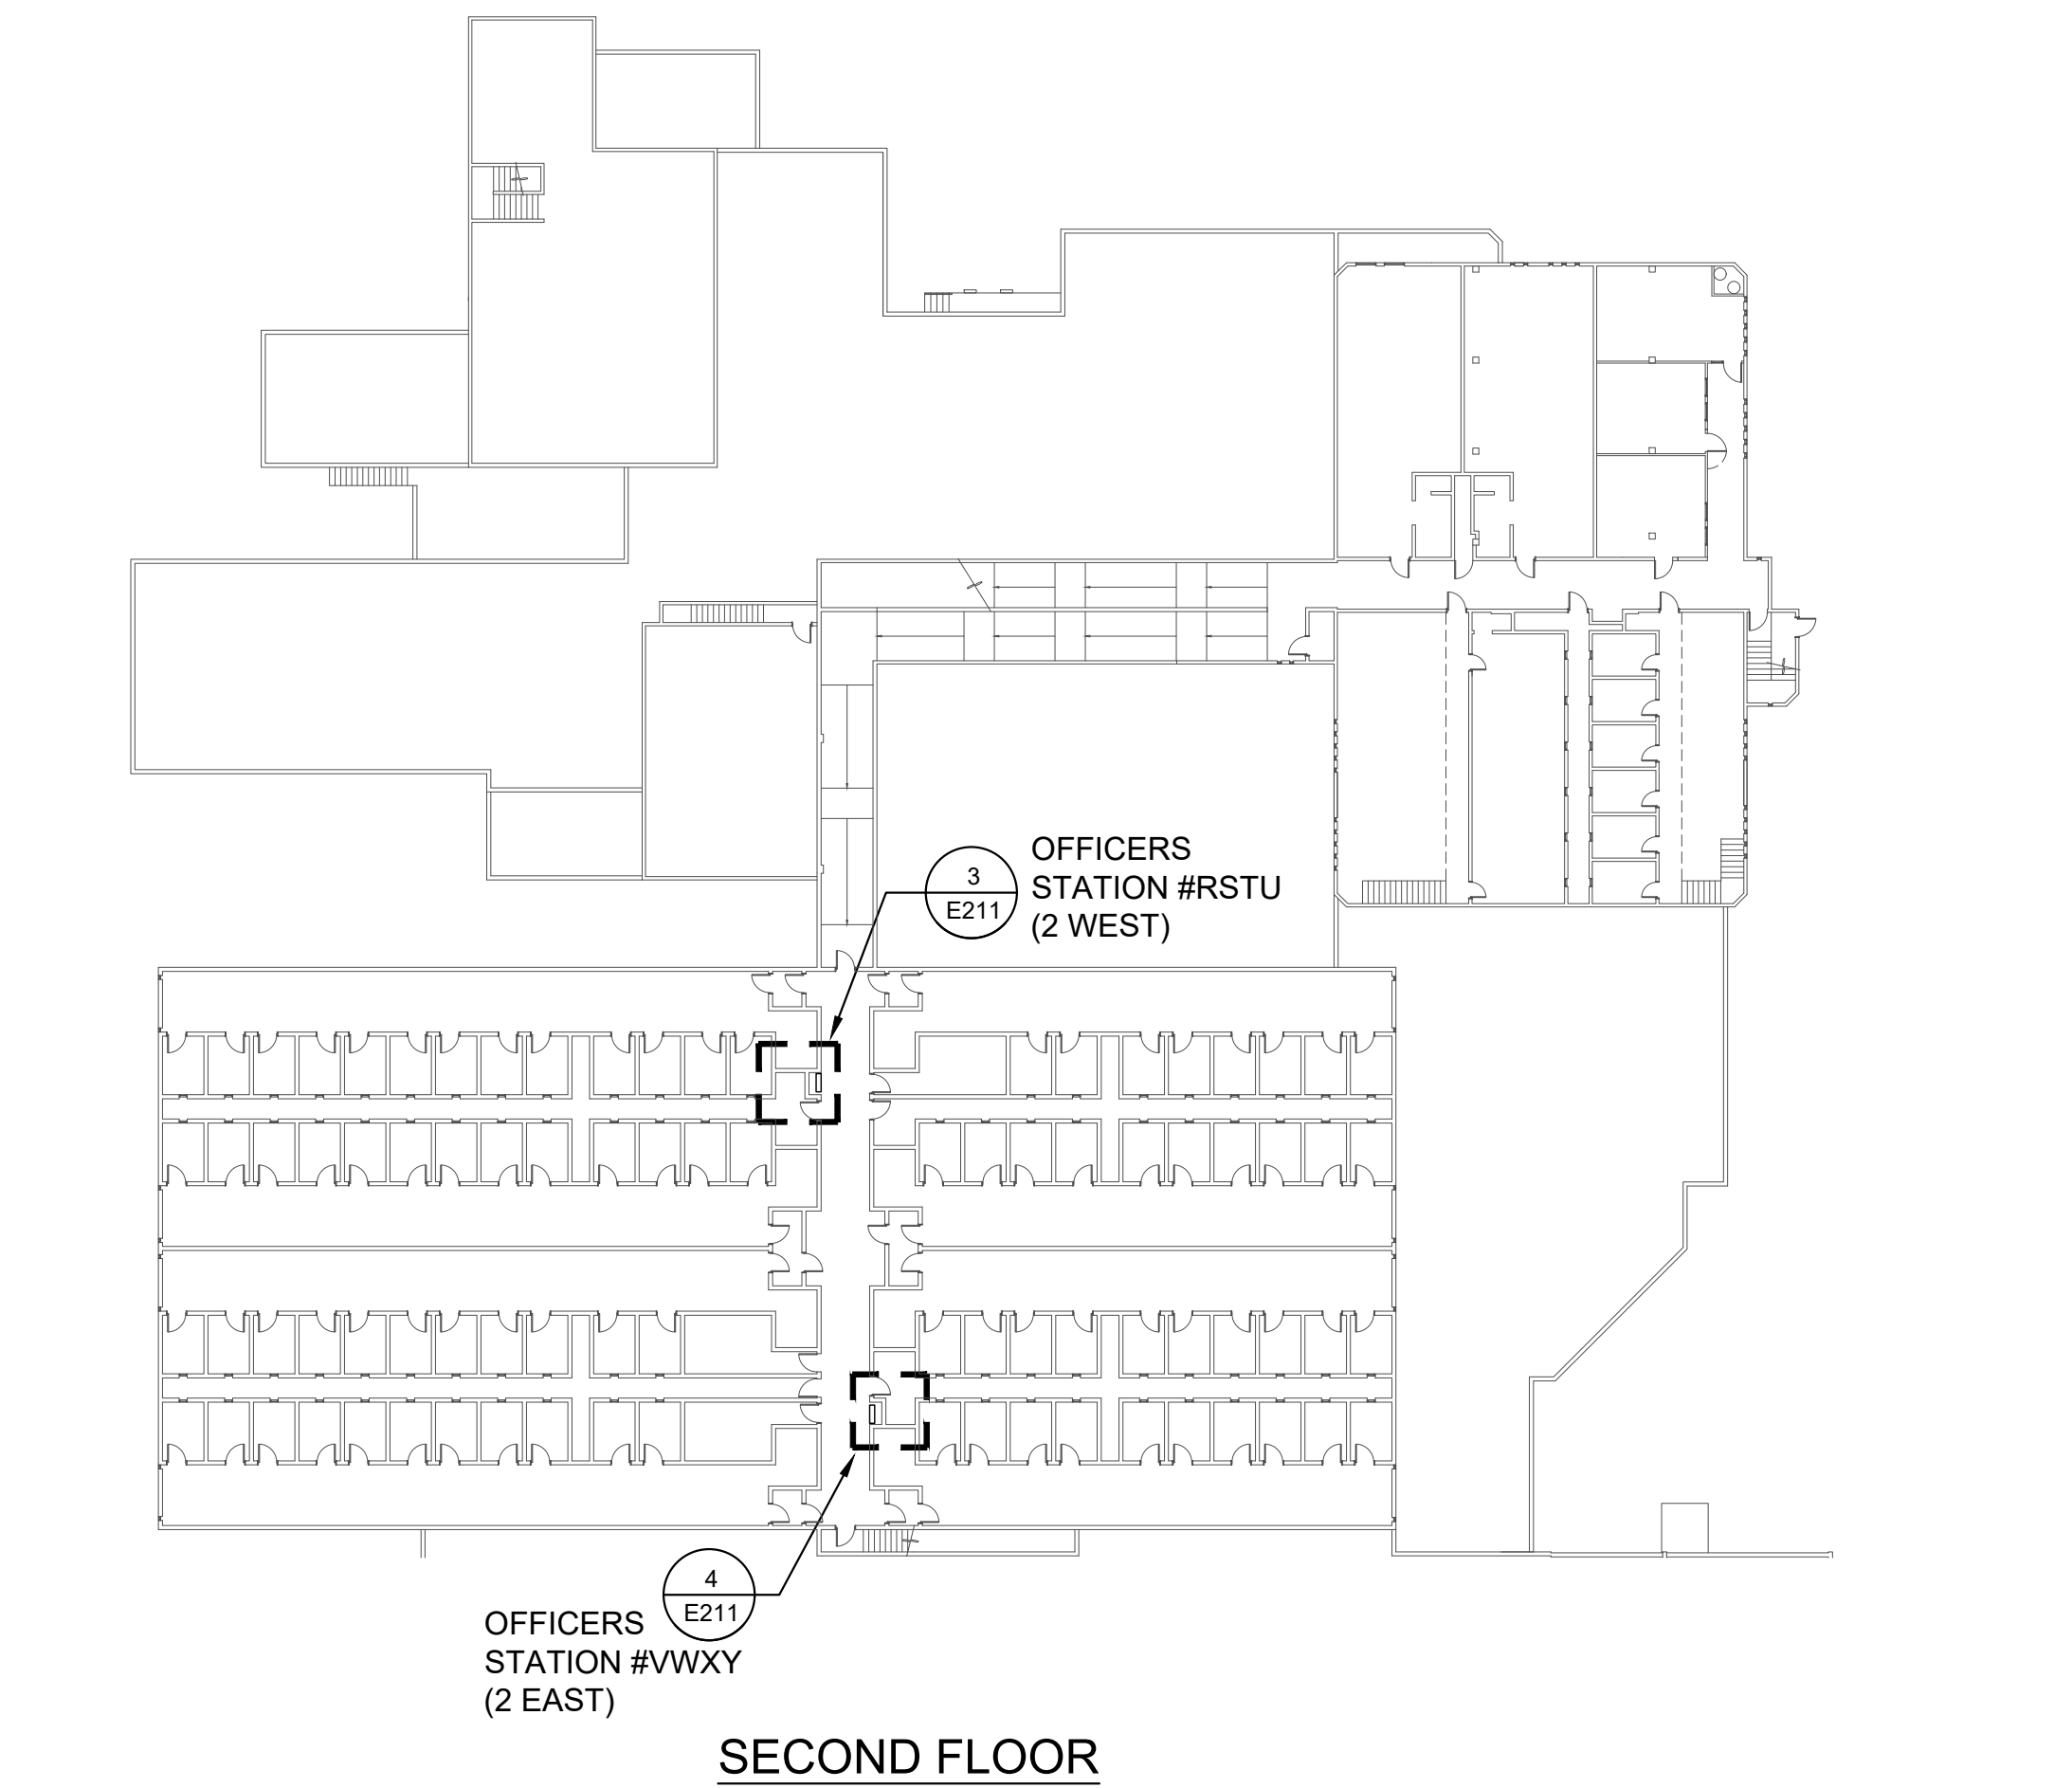 3
E211
OFFICERS
STATION #RSTU
(2 WEST)
4
E211
OFFICERS
STATION #VWXY
(2 EAST)
SECOND FLOOR